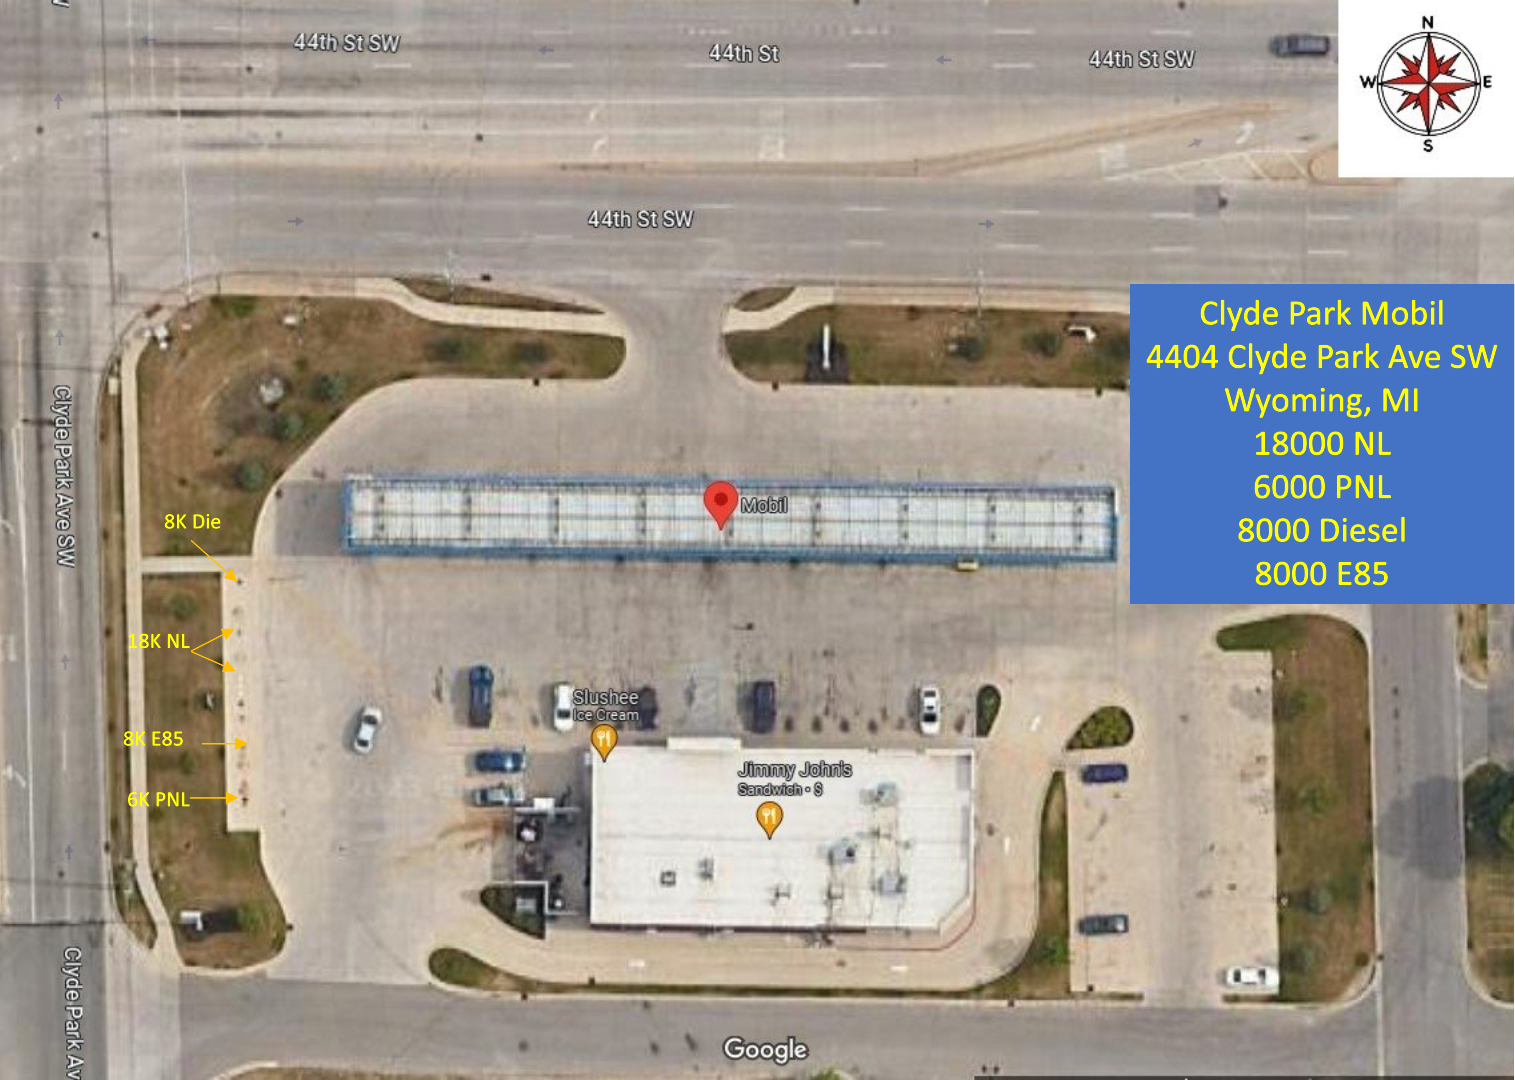 44th St SW
44th St
44th St SW
N
W
E
S
44th St SW
Clyde Park Mobil
4404 Clyde Park Ave SW
Wyoming, MI
18000 NL
6000 PNL
8000 Diesel
8000 E85
Clyde Park Ave SW
Mobil
8K Die
18K NL
8K E85
6K PNL
Slushee
Ice Cream
Jimmy John's
Sandwich • $
Clyde Park Av
Google